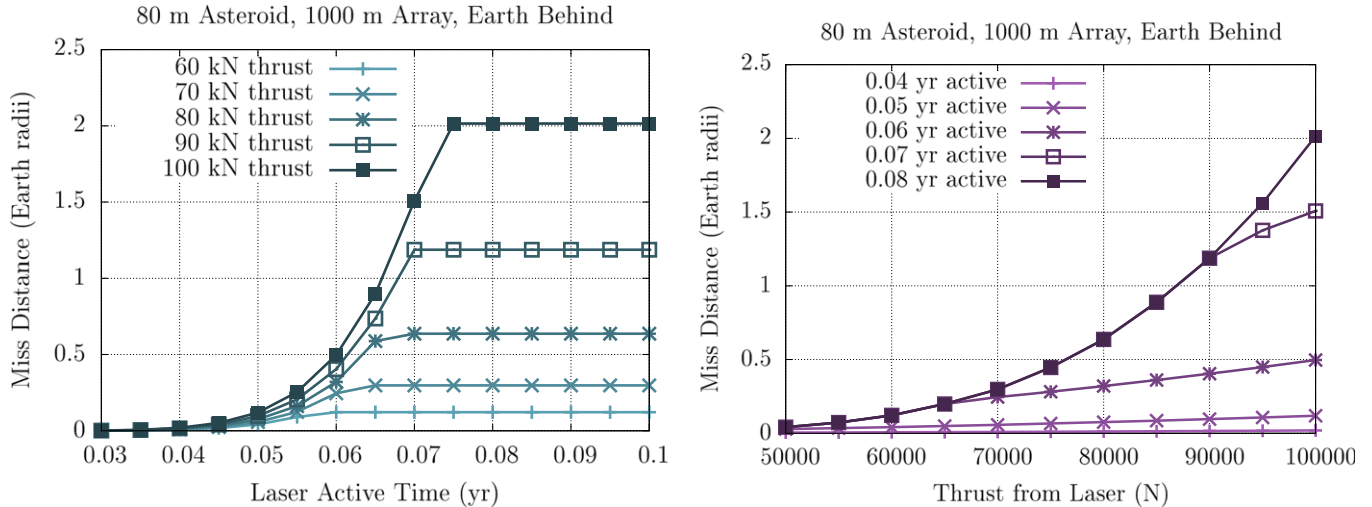 80 m Asteroid, 1000 m Array, Earth Behind
2.5
2
1.5
1
0.5
0
Miss Distance (Earth radii)
60 kN thrust
70 kN thrust
80 kN thrust
90 kN thrust
100 kN thrust
0.03 0.04 0.05 0.06 0.07 0.08 0.09 0.1
Laser Active Time (yr)
80 m Asteroid, 1000 m Array, Earth Behind
2.5
2
1.5
1
0.5
0
Miss Distance (Earth radii)
0.04 yr active
0.05 yr active
0.06 yr active
0.07 yr active
0.08 yr active
50000 60000 70000 80000 90000 100000
Thrust from Laser (N)